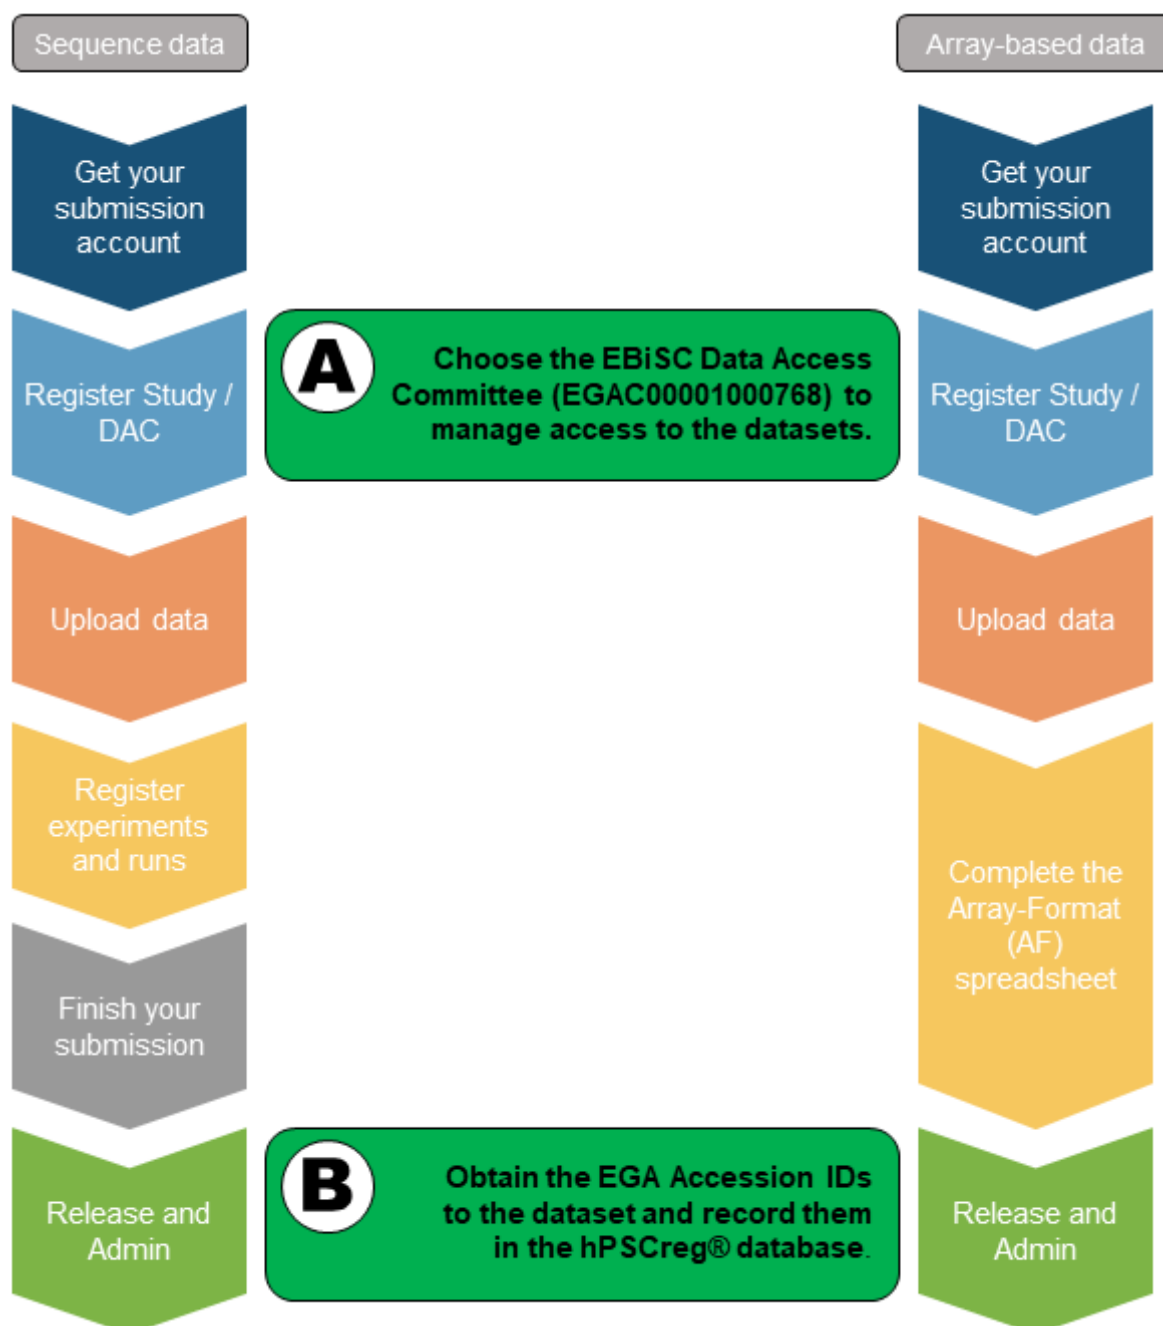 Sequence data
Array-based data
Get your
submission
account
Get your
submission
account
Register Study /
DAC
A
Choose the EBiSC Data Access
Committee (EGAC00001000768) to
manage access to the datasets.
Register Study /
DAC
Upload data
Upload data
Register
experiments
and runs
Complete the
Array-Format
(AF)
spreadsheet
Finish your
submission
Release and
Admin
B
Obtain the EGA Accession IDs
to the dataset and record them
in the hPSCreg® database.
Release and
Admin